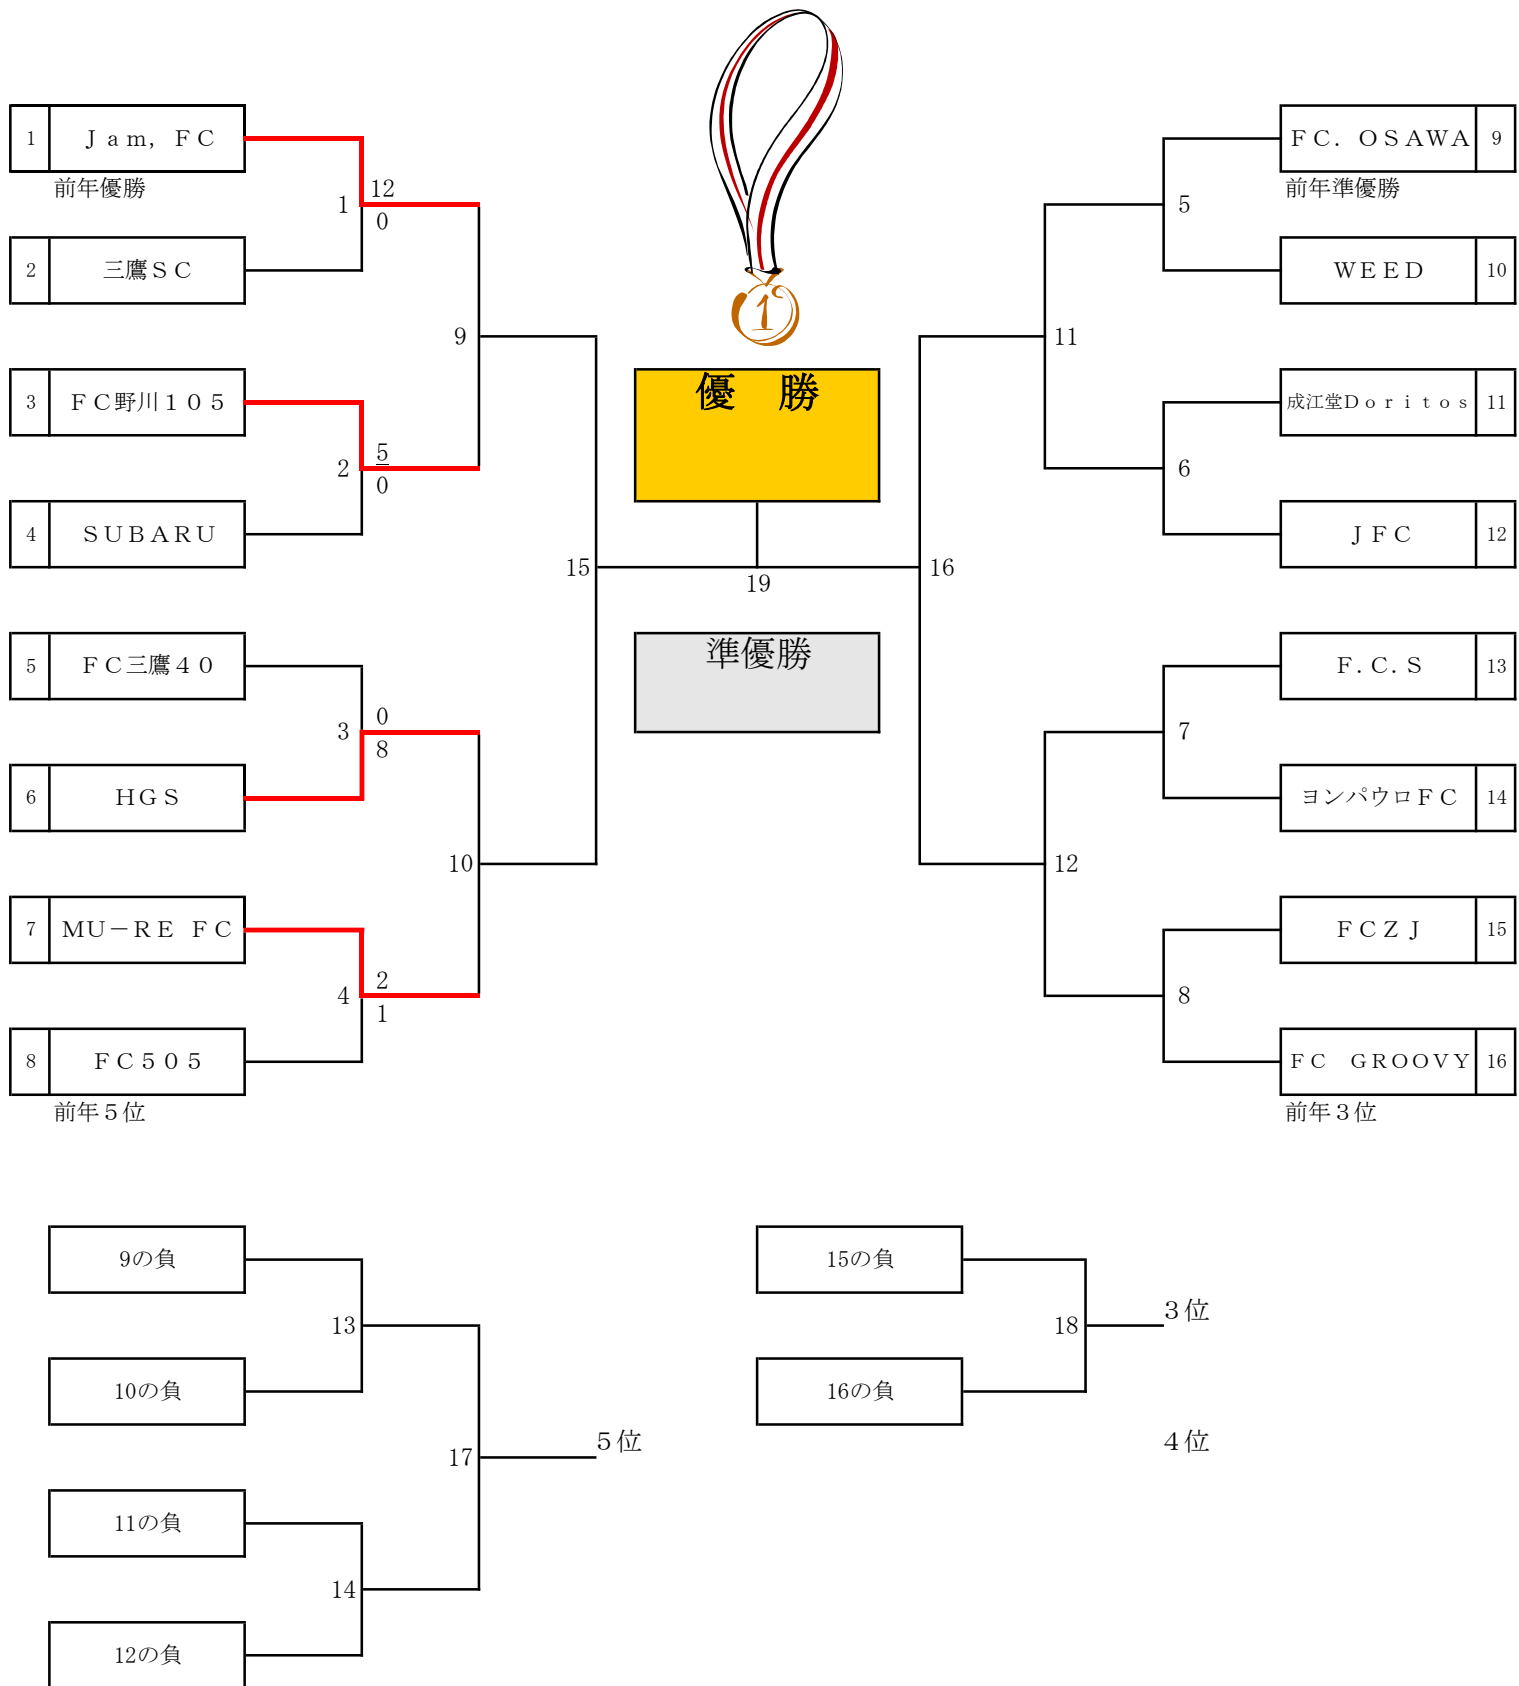 1 Ｊａｍ，ＦＣ
前年優勝
1
12
0
2 三鷹ＳＣ
9
3 ＦＣ野川１０５
2
5
0
4 ＳＵＢＡＲＵ
15
5 ＦＣ三鷹４０
3
0
8
6 ＨＧＳ
10
7 ＭＵ－ＲＥ ＦＣ
4
2
1
8 ＦＣ５０５
前年５位
1
優　勝
19
準優勝
ＦＣ．ＯＳＡＷＡ 9
前年準優勝
5
ＷＥＥＤ 10
11
成江堂Ｄｏｒｉｔｏｓ 11
6
ＪＦＣ 12
16
Ｆ．Ｃ．Ｓ 13
7
ヨンパウロＦＣ 14
12
ＦＣＺＪ 15
8
ＦＣ　ＧＲＯＯＶＹ 16
前年３位
9の負
13
10の負
17
５位
11の負
14
12の負
15の負
18
３位
16の負
４位